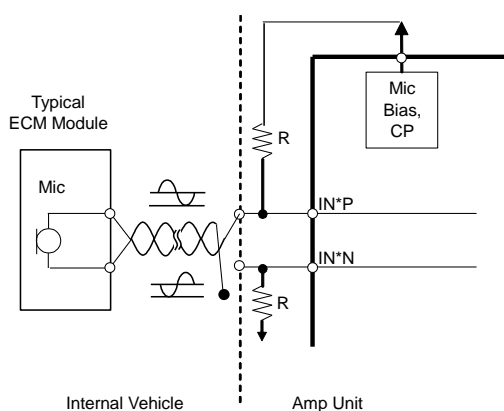 Typical
ECM Module
Mic
R
Mic
Bias,
CP
IN*P
IN*N
R
Internal Vehicle
Amp Unit